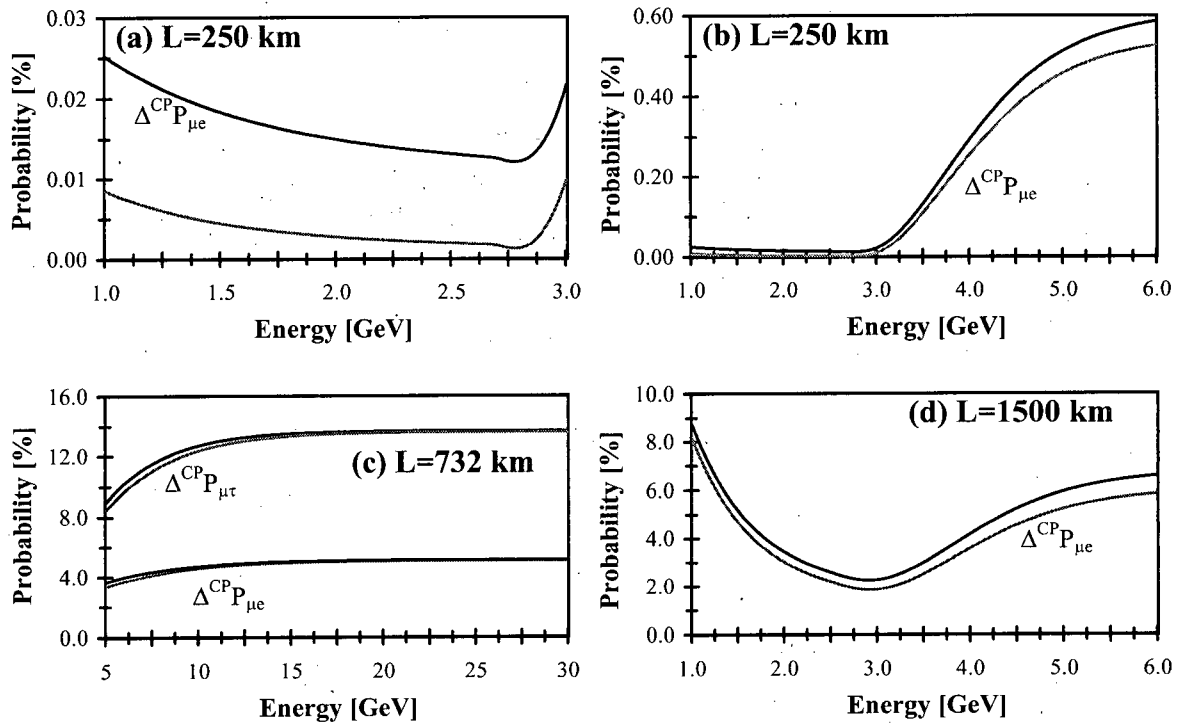 (a) L=250 km
Probability [%]
0.03
0.02
0.01
0.00
Δ^CP P_μe
1.0 1.5 2.0 2.5 3.0
Energy [GeV]
(b) L=250 km
Probability [%]
0.60
0.40
0.20
0.00
Δ^CP P_μe
1.0 2.0 3.0 4.0 5.0 6.0
Energy [GeV]
(c) L=732 km
Probability [%]
16.0
12.0
8.0
4.0
0.0
Δ^CP P_μτ
Δ^CP P_μe
5 10 15 20 25 30
Energy [GeV]
(d) L=1500 km
Probability [%]
10.0
8.0
6.0
4.0
2.0
0.0
Δ^CP P_μe
1.0 2.0 3.0 4.0 5.0 6.0
Energy [GeV]